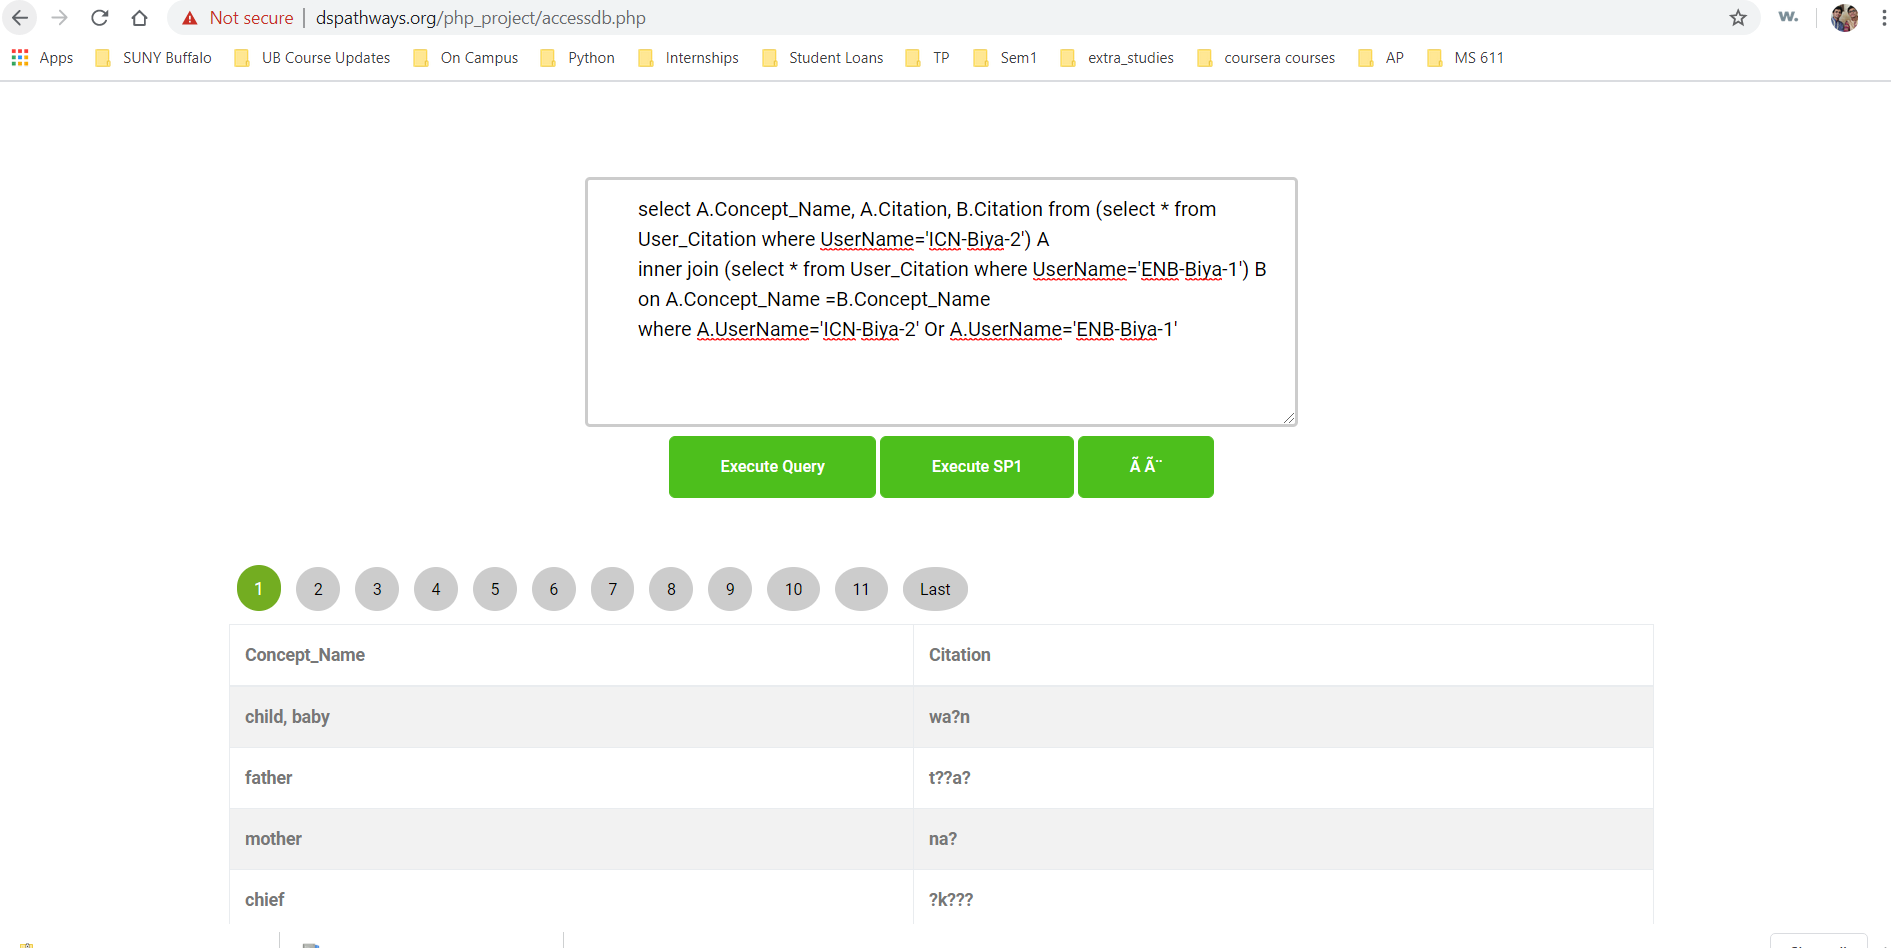 Not secure | dspathways.org/php_project/accessdb.php
w.
Apps SUNY Buffalo UB Course Updates On Campus Python Internships Student Loans TP Sem1 extra_studies coursera courses AP MS 611
select A.Concept_Name, A.Citation, B.Citation from (select * from
User_Citation where UserName='ICN-Biya-2') A
inner join (select * from User_Citation where UserName='ENB-Biya-1') B
on A.Concept_Name =B.Concept_Name
where A.UserName='ICN-Biya-2' Or A.UserName='ENB-Biya-1'
Execute Query Execute SP1 Ã Ã¨
1 2 3 4 5 6 7 8 9 10 11 Last
Concept_Name Citation
child, baby wa?n
father t??a?
mother na?
chief ?k???